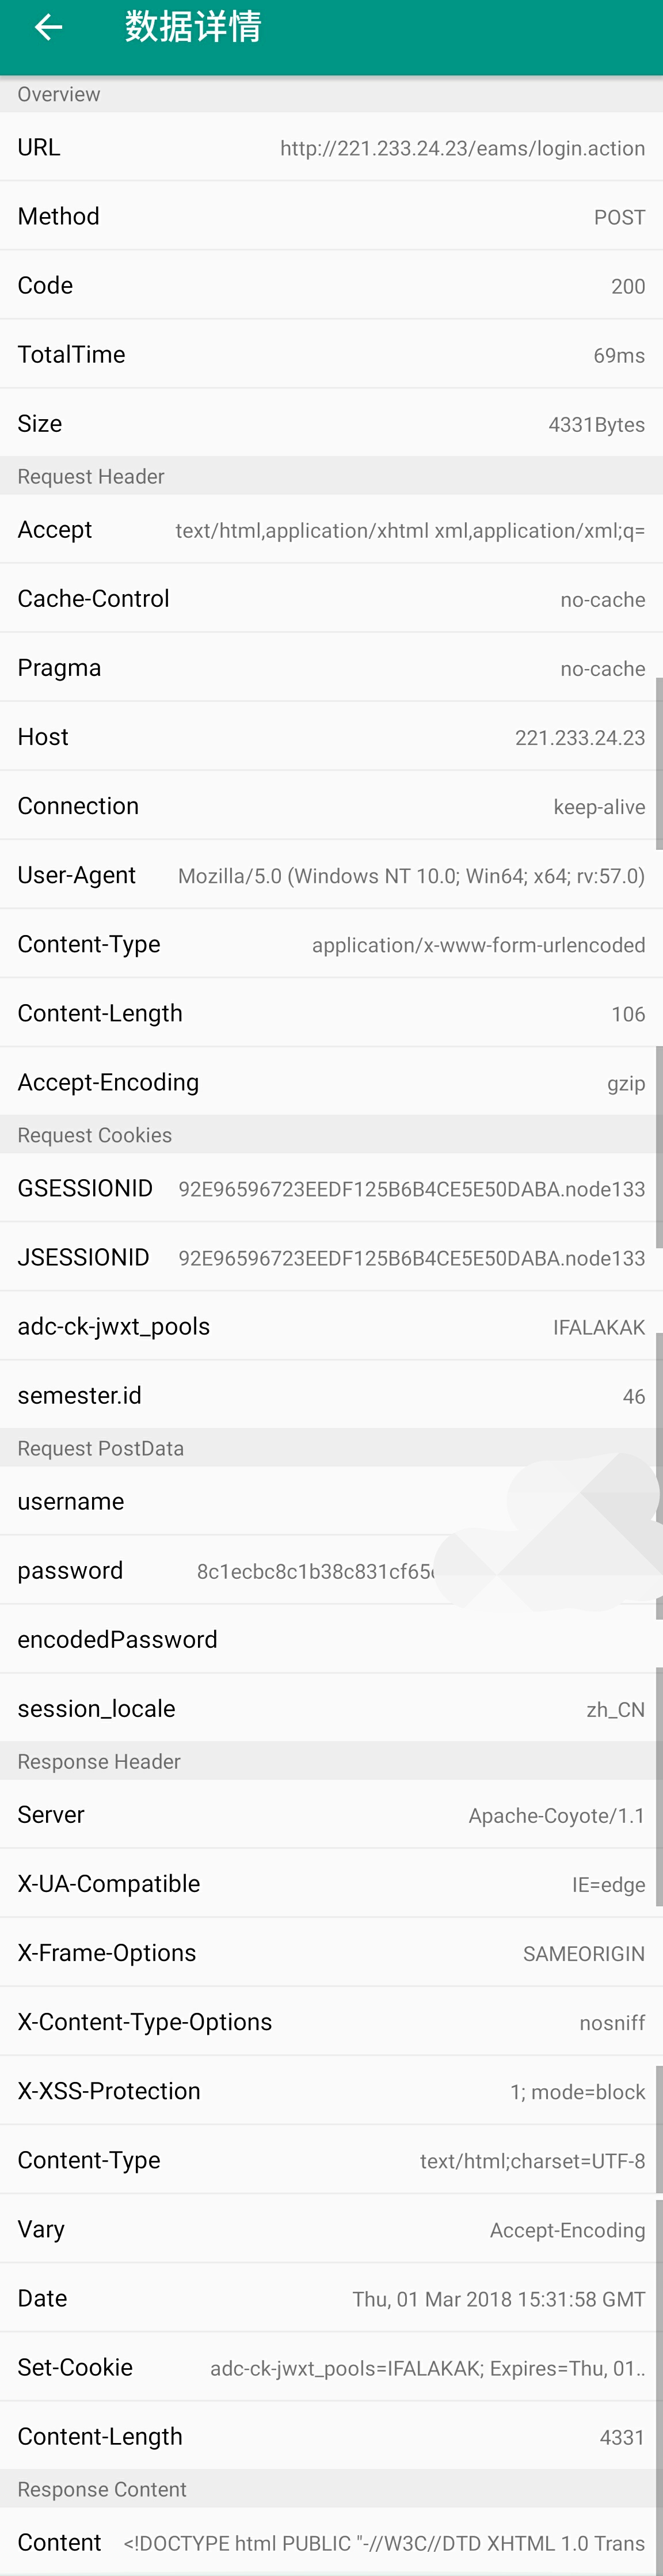 数据详情
Overview
URL http://221.233.24.23/eams/login.action
Method POST
Code 200
TotalTime 69ms
Size 4331Bytes
Request Header
Accept text/html,application/xhtml xml,application/xml;q=
Cache-Control no-cache
Pragma no-cache
Host 221.233.24.23
Connection keep-alive
User-Agent Mozilla/5.0 (Windows NT 10.0; Win64; x64; rv:57.0)
Content-Type application/x-www-form-urlencoded
Content-Length 106
Accept-Encoding gzip
Request Cookies
GSESSIONID 92E96596723EEDF125B6B4CE5E50DABA.node133
JSESSIONID 92E96596723EEDF125B6B4CE5E50DABA.node133
adc-ck-jwxt_pools IFALAKAK
semester.id 46
Request PostData
username
password 8c1ecbc8c1b38c831cf65
encodedPassword
session_locale zh_CN
Response Header
Server Apache-Coyote/1.1
X-UA-Compatible IE=edge
X-Frame-Options SAMEORIGIN
X-Content-Type-Options nosniff
X-XSS-Protection 1; mode=block
Content-Type text/html;charset=UTF-8
Vary Accept-Encoding
Date Thu, 01 Mar 2018 15:31:58 GMT
Set-Cookie adc-ck-jwxt_pools=IFALAKAK; Expires=Thu, 01..
Content-Length 4331
Response Content
Content <!DOCTYPE html PUBLIC "-//W3C//DTD XHTML 1.0 Trans